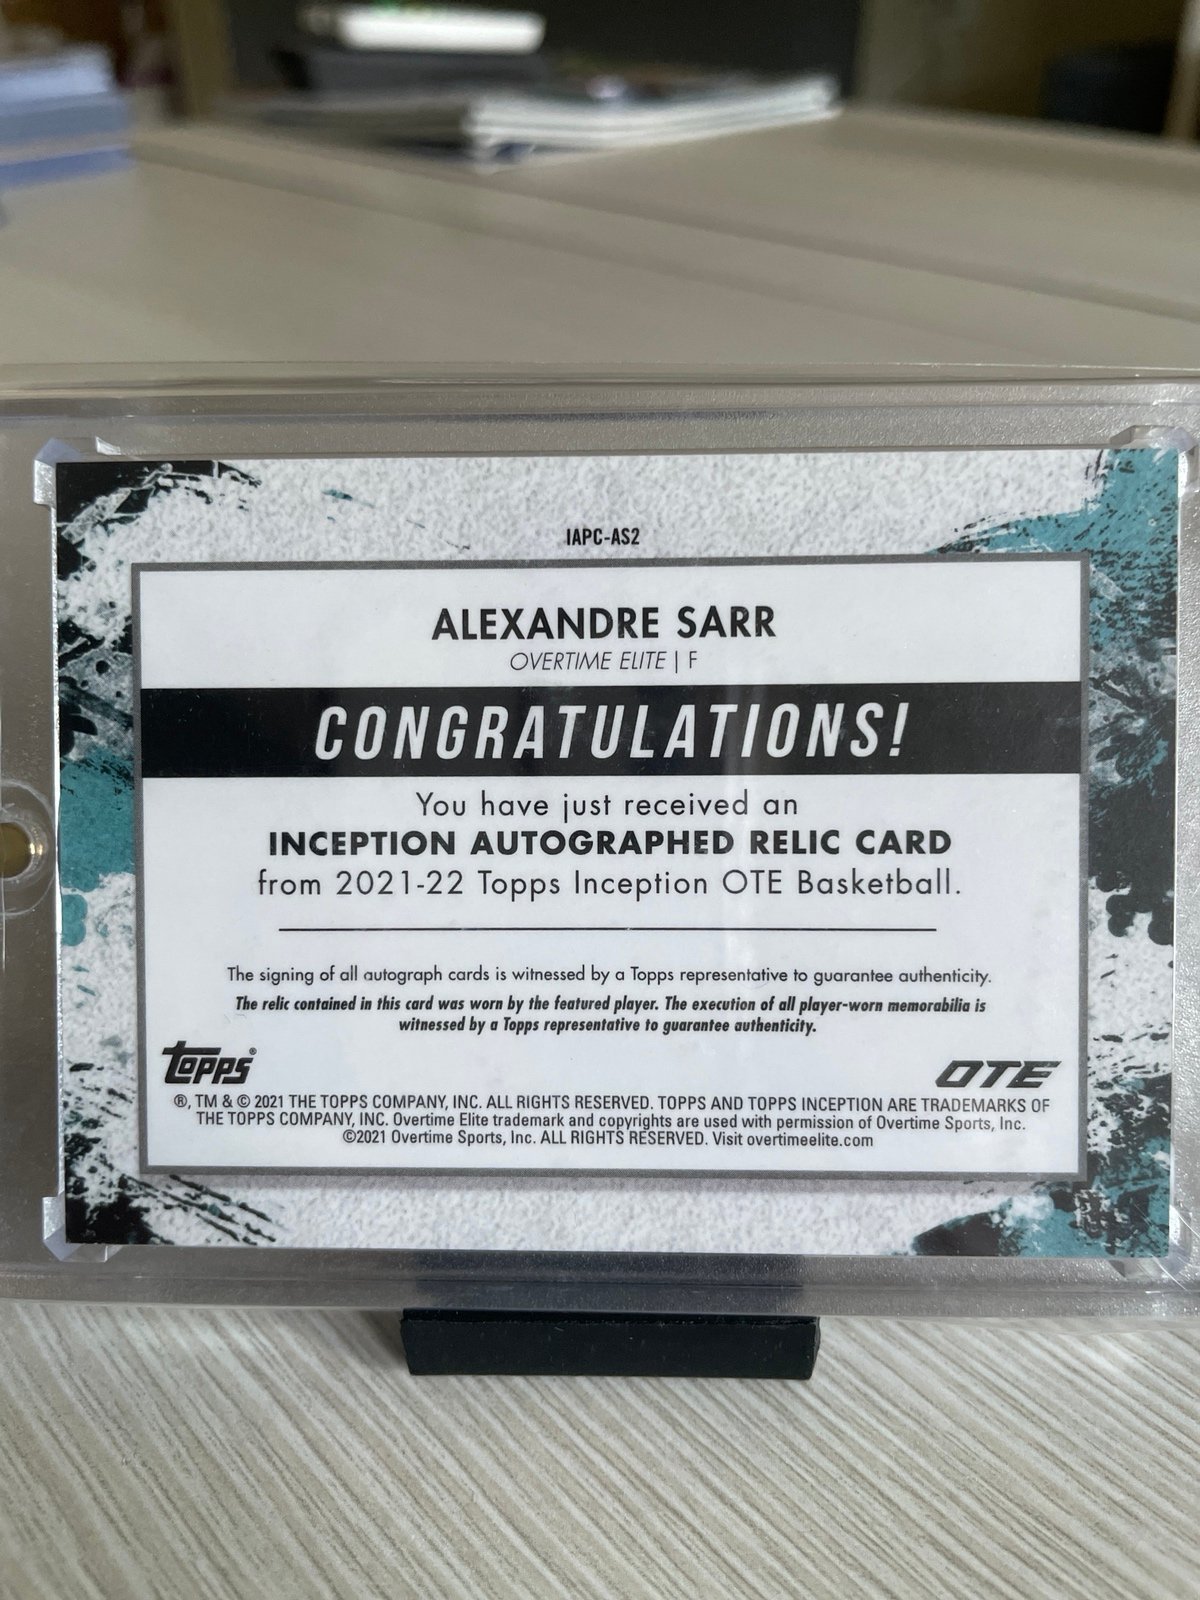 IAPC-AS2
ALEXANDRE SARR
OVERTIME ELITE | F
CONGRATULATIONS!
You have just received an
INCEPTION AUTOGRAPHED RELIC CARD
from 2021-22 Topps Inception OTE Basketball.
The signing of all autograph cards is witnessed by a Topps representative to guarantee authenticity.
The relic contained in this card was worn by the featured player. The execution of all player-worn memorabilia is
witnessed by a Topps representative to guarantee authenticity.
topps®
OTE
®, TM & © 2021 THE TOPPS COMPANY, INC. ALL RIGHTS RESERVED. TOPPS AND TOPPS INCEPTION ARE TRADEMARKS OF
THE TOPPS COMPANY, INC. Overtime Elite trademark and copyrights are used with permission of Overtime Sports, Inc.
©2021 Overtime Sports, Inc. ALL RIGHTS RESERVED. Visit overtimeelite.com